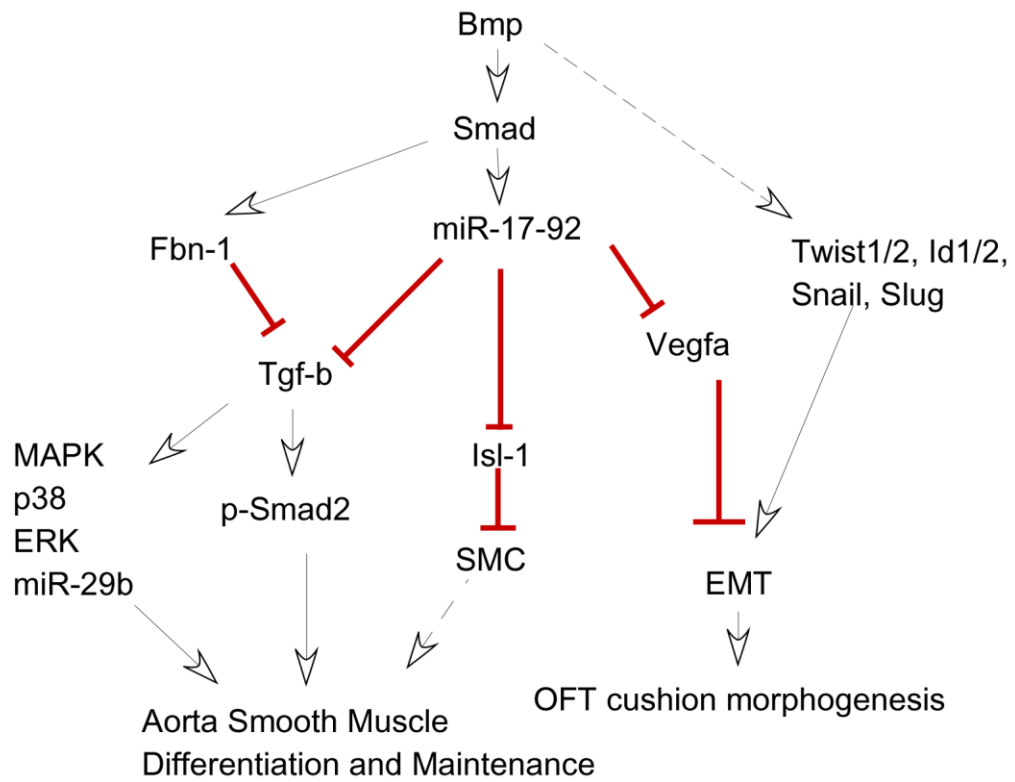 Bmp
Smad
miR-17-92
Fbn-1
Twist1/2, Id1/2,
Snail, Slug
Vegfa
Tgf-b
MAPK
p38
ERK
miR-29b
p-Smad2
Isl-1
SMC
EMT
OFT cushion morphogenesis
Aorta Smooth Muscle
Differentiation and Maintenance